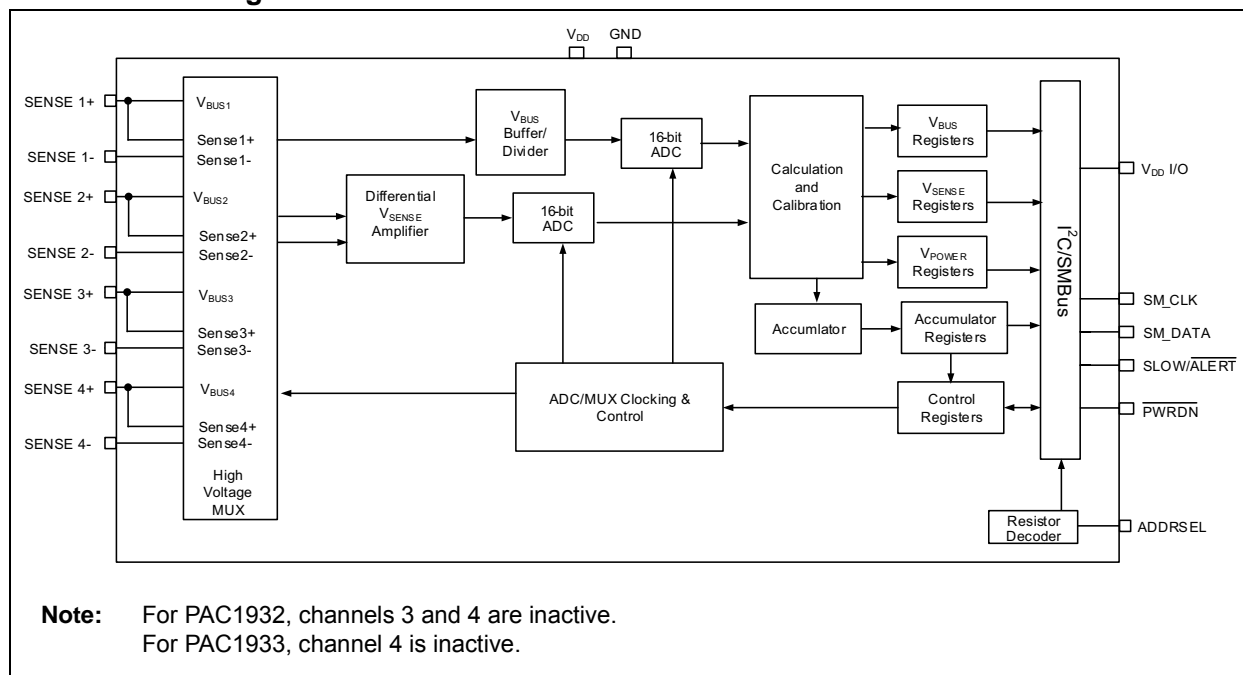 VDD GND
SENSE 1+
SENSE 1-
SENSE 2+
SENSE 2-
SENSE 3+
SENSE 3-
SENSE 4+
SENSE 4-
VBUS1
Sense1+
Sense1-
VBUS2
Sense2+
Sense2-
VBUS3
Sense3+
Sense3-
VBUS4
Sense4+
Sense4-
High
Voltage
MUX
VBUS
Buffer/
Divider
16-bit
ADC
Differential
VSENSE
Amplifier
16-bit
ADC
Calculation
and
Calibration
VBUS
Registers
VSENSE
Registers
VPOWER
Registers
Accumlator
Accumulator
Registers
ADC/MUX Clocking &
Control
Control
Registers
I²C/SMBus
Resistor
Decoder
VDD I/O
SM_CLK
SM_DATA
SLOW/ALERT
PWRDN
ADDRSEL
Note: For PAC1932, channels 3 and 4 are inactive.
For PAC1933, channel 4 is inactive.